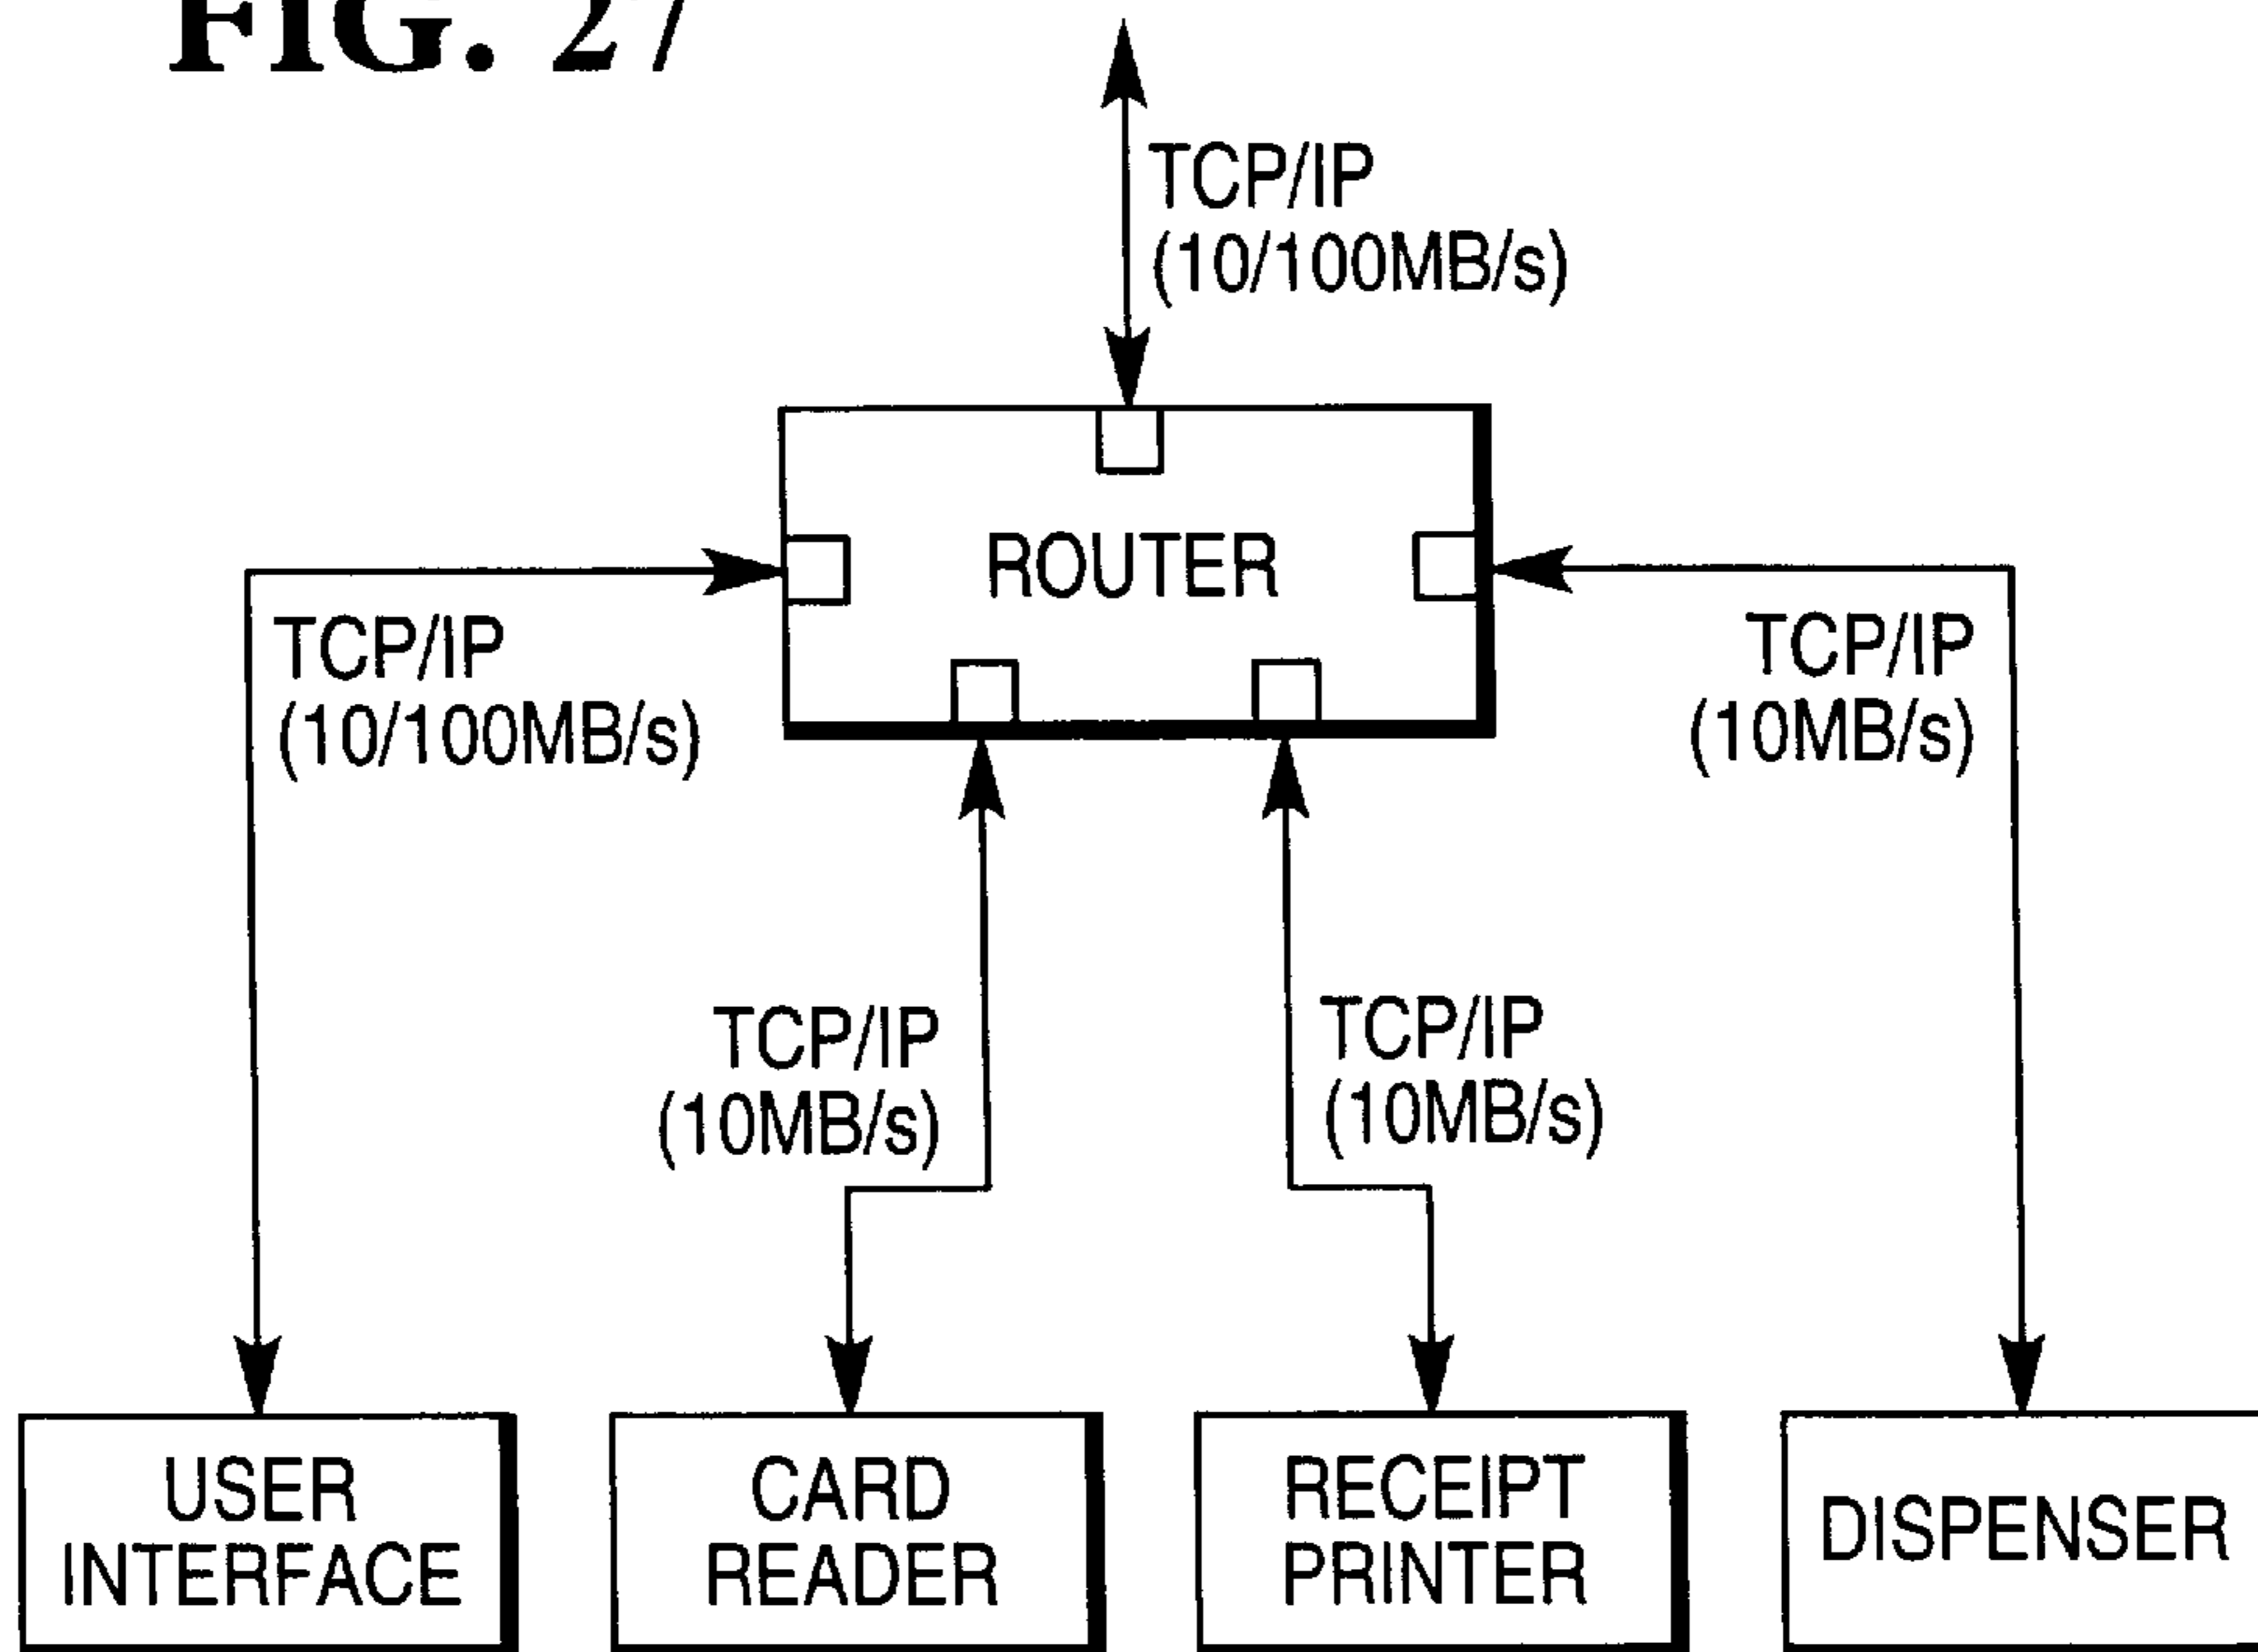 FIG. 27
TCP/IP
(10/100MB/s)
ROUTER
TCP/IP
(10/100MB/s)
TCP/IP
(10MB/s)
TCP/IP
(10MB/s)
TCP/IP
(10MB/s)
USER
INTERFACE
CARD
READER
RECEIPT
PRINTER
DISPENSER